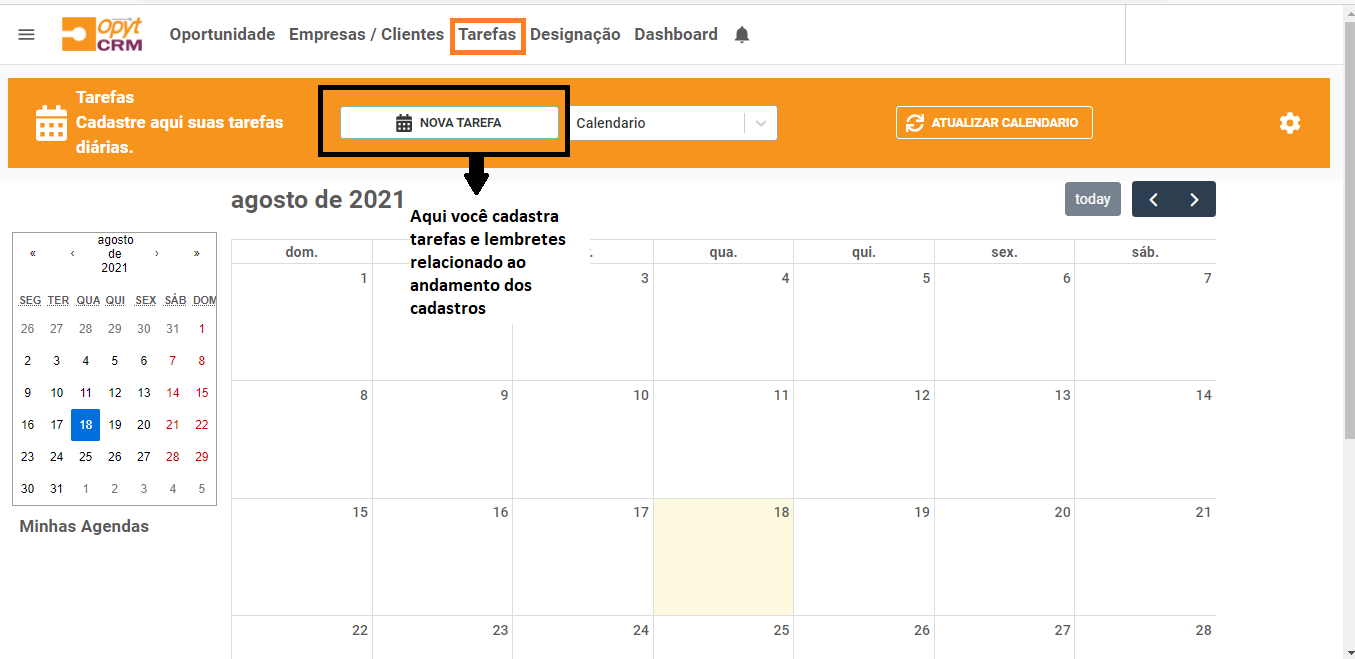 opyt
CRM
Oportunidade Empresas / Clientes Tarefas Designação Dashboard
Tarefas
Cadastre aqui suas tarefas
diárias.
NOVA TAREFA
Calendario
ATUALIZAR CALENDARIO
agosto de 2021
today
Aqui você cadastra
tarefas e lembretes
relacionado ao
andamento dos
cadastros
« ‹ agosto
de
2021 › »
SEG TER QUA QUI SEX SÁB DOM
26 27 28 29 30 31 1
2 3 4 5 6 7 8
9 10 11 12 13 14 15
16 17 18 19 20 21 22
23 24 25 26 27 28 29
30 31 1 2 3 4 5
Minhas Agendas
dom. qua. qui. sex. sáb.
1 3 4 5 6 7
8 9 10 11 12 13 14
15 16 17 18 19 20 21
22 23 24 25 26 27 28